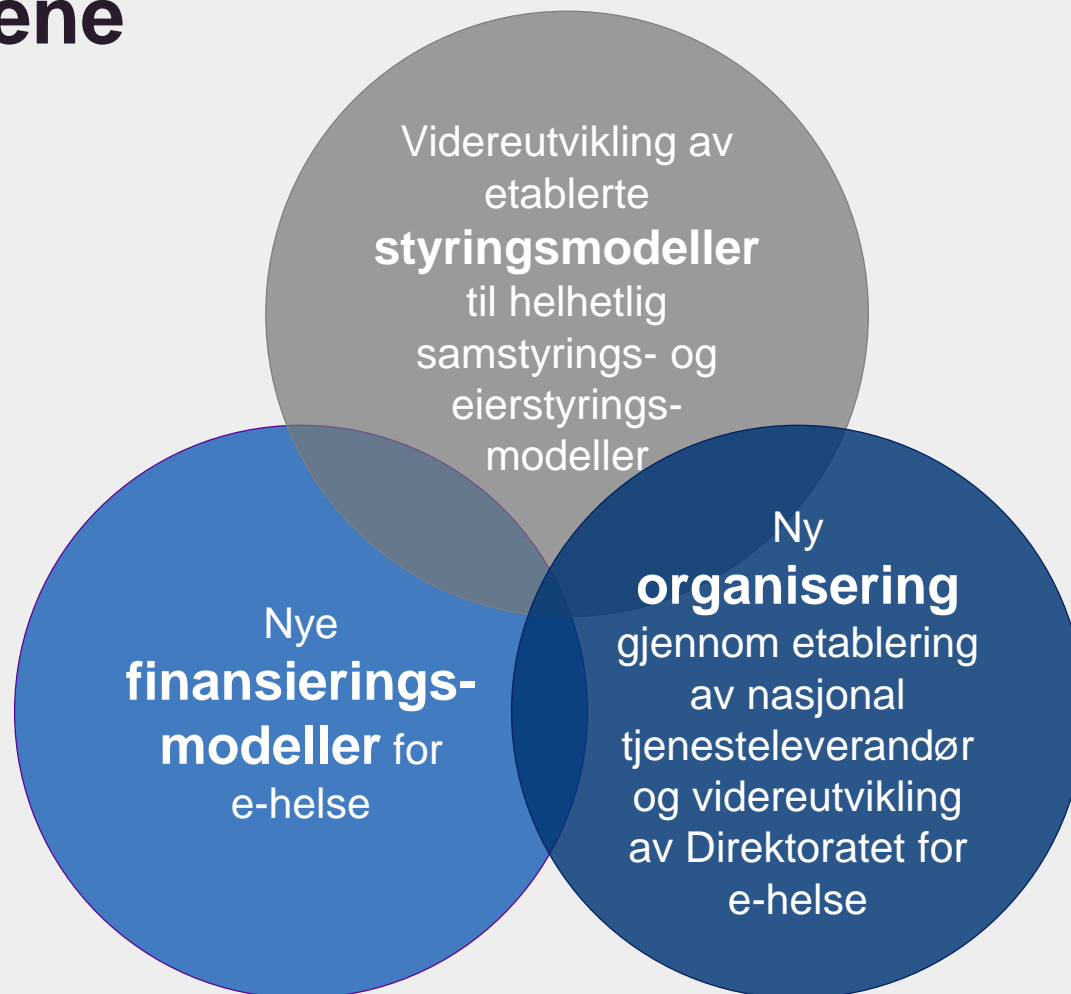 ene
Videreutvikling av
etablerte
styringsmodeller
til helhetlig
samstyrings- og
eierstyrings-
modeller
Nye
finansierings-
modeller for
e-helse
Ny
organisering
gjennom etablering
av nasjonal
tjenesteleverandør
og videreutvikling
av Direktoratet for
e-helse